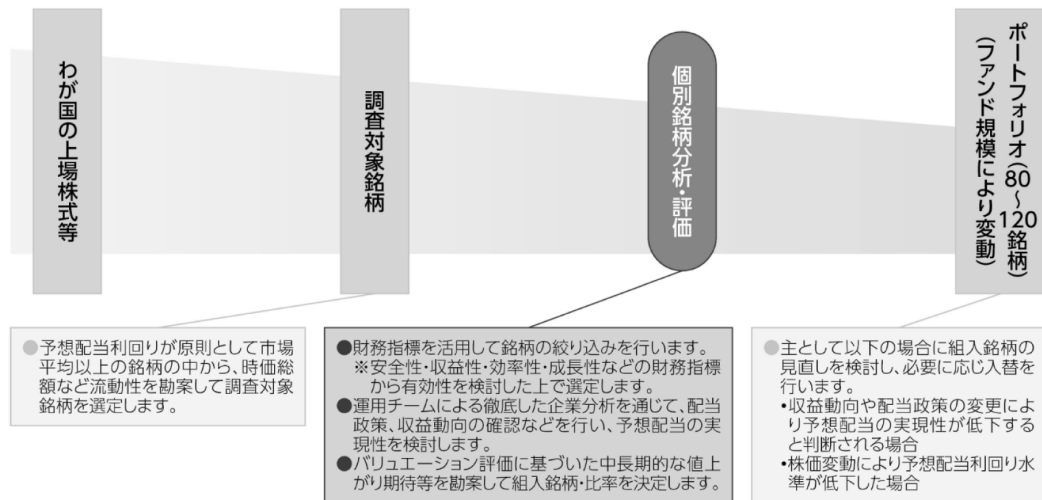 わが国の上場株式等
調査対象銘柄
個別銘柄分析・評価
ポートフォリオ(80~120銘柄)
(ファンド規模により変動)
●予想配当利回りが原則として市場
平均以上の銘柄の中から、時価総
額など流動性を勘案して調査対象
銘柄を選定します。
●財務指標を活用して銘柄の絞り込みを行います。
※安全性・収益性・効率性・成長性などの財務指標
から有効性を検討した上で選定します。
●運用チームによる徹底した企業分析を通じて、配当
政策、収益動向の確認などを行い、予想配当の実
現性を検討します。
●バリュエーション評価に基づいた中長期的な値上
がり期待等を勘案して組入銘柄・比率を決定します。
●主として以下の場合に組入銘柄の
見直しを検討し、必要に応じ入替を
行います。
•収益動向や配当政策の変更によ
り予想配当の実現性が低下する
と判断される場合
•株価変動により予想配当利回り水
準が低下した場合